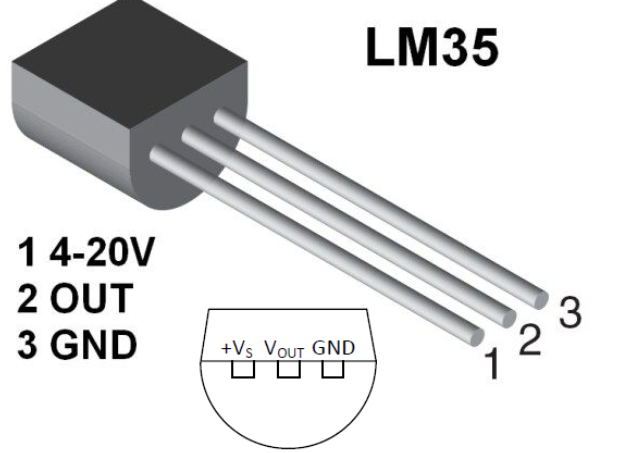 LM35
1 4-20V
2 OUT
3 GND
+VS VOUT GND
1
2
3